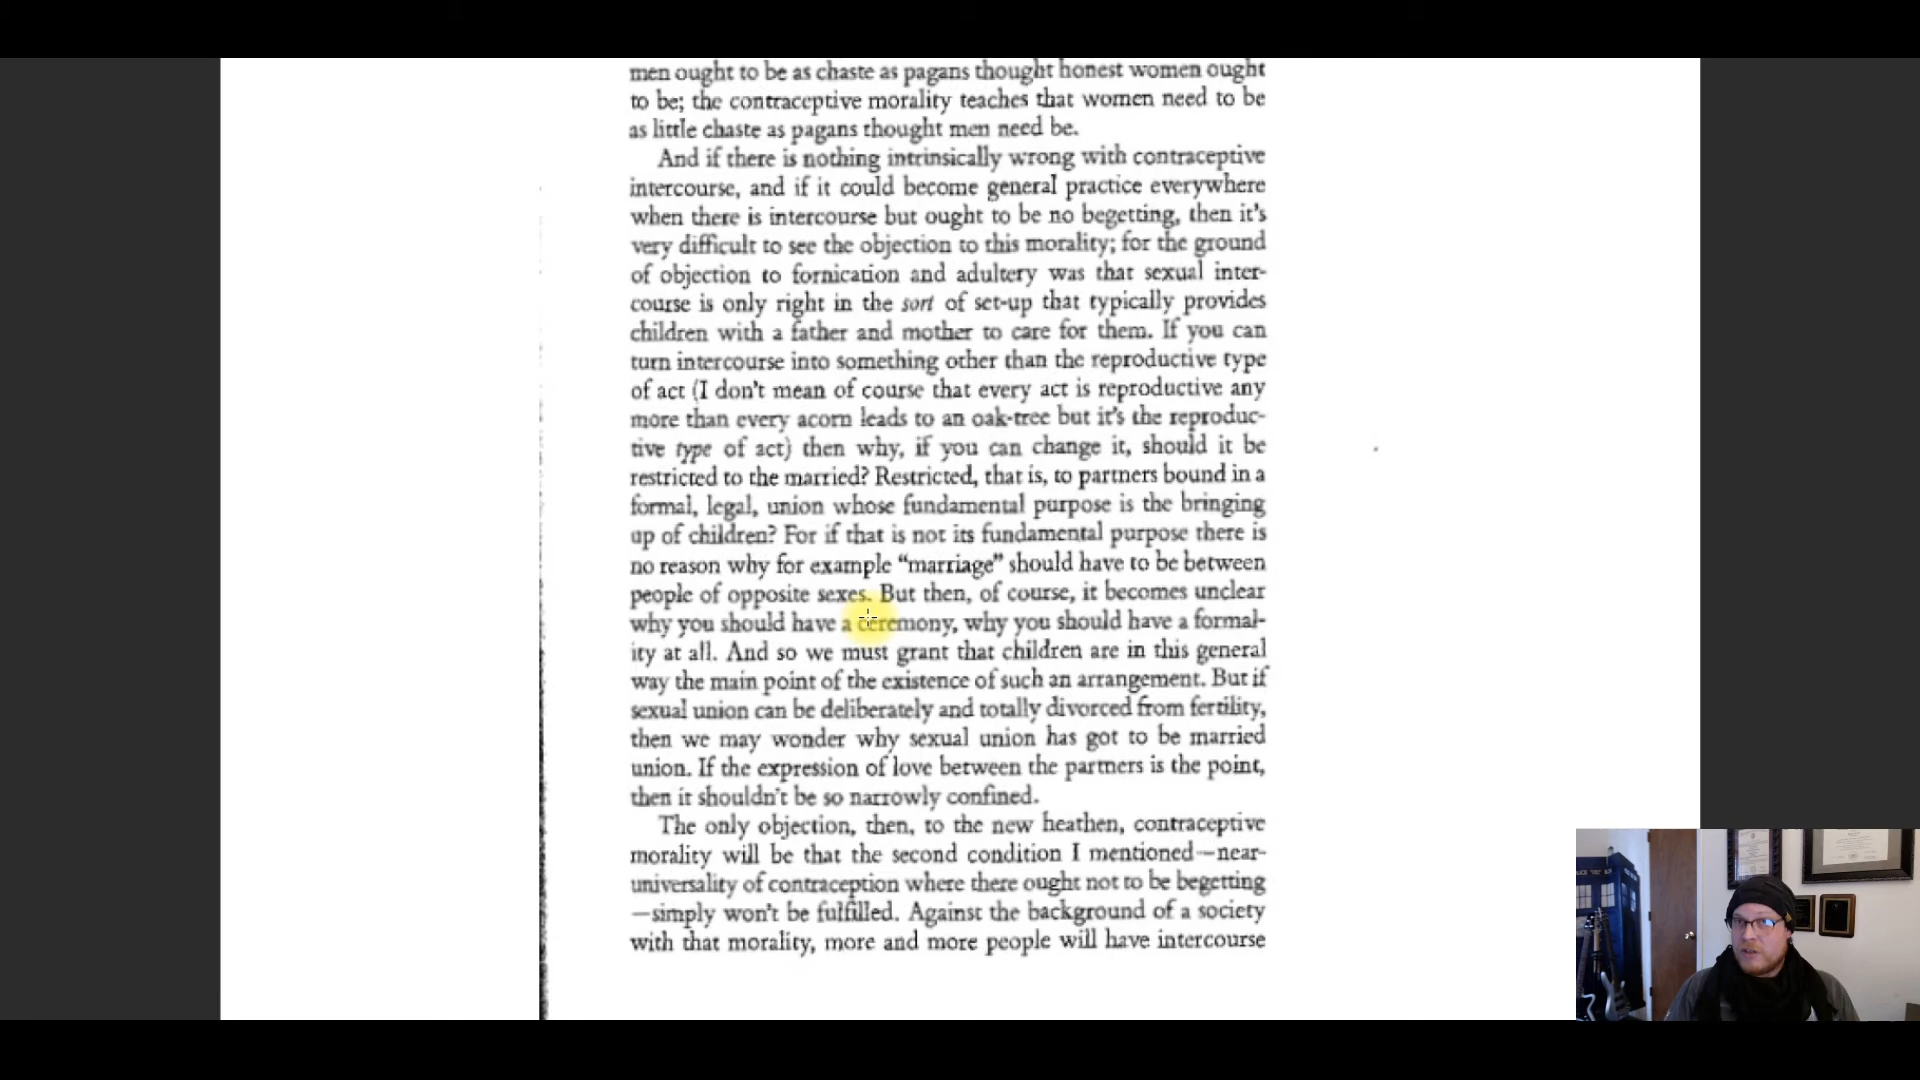 men ought to be as chaste as pagans thought honest women ought
to be; the contraceptive morality teaches that women need to be
as little chaste as pagans thought men need be.
And if there is nothing intrinsically wrong with contraceptive
intercourse, and if it could become general practice everywhere
when there is intercourse but ought to be no begetting, then it's
very difficult to see the objection to this morality; for the ground
of objection to fornication and adultery was that sexual inter-
course is only right in the sort of set-up that typically provides
children with a father and mother to care for them. If you can
turn intercourse into something other than the reproductive type
of act (I don't mean of course that every act is reproductive any
more than every acorn leads to an oak-tree but it's the reproduc-
tive type of act) then why, if you can change it, should it be
restricted to the married? Restricted, that is, to partners bound in a
formal, legal, union whose fundamental purpose is the bringing
up of children? For if that is not its fundamental purpose there is
no reason why for example “marriage” should have to be between
people of opposite sexes. But then, of course, it becomes unclear
why you should have a ceremony, why you should have a formal-
ity at all. And so we must grant that children are in this general
way the main point of the existence of such an arrangement. But if
sexual union can be deliberately and totally divorced from fertility,
then we may wonder why sexual union has got to be married
union. If the expression of love between the partners is the point,
then it shouldn't be so narrowly confined.
The only objection, then, to the new heathen, contraceptive
morality will be that the second condition I mentioned—near-
universality of contraception where there ought not to be begetting
—simply won't be fulfilled. Against the background of a society
with that morality, more and more people will have intercourse